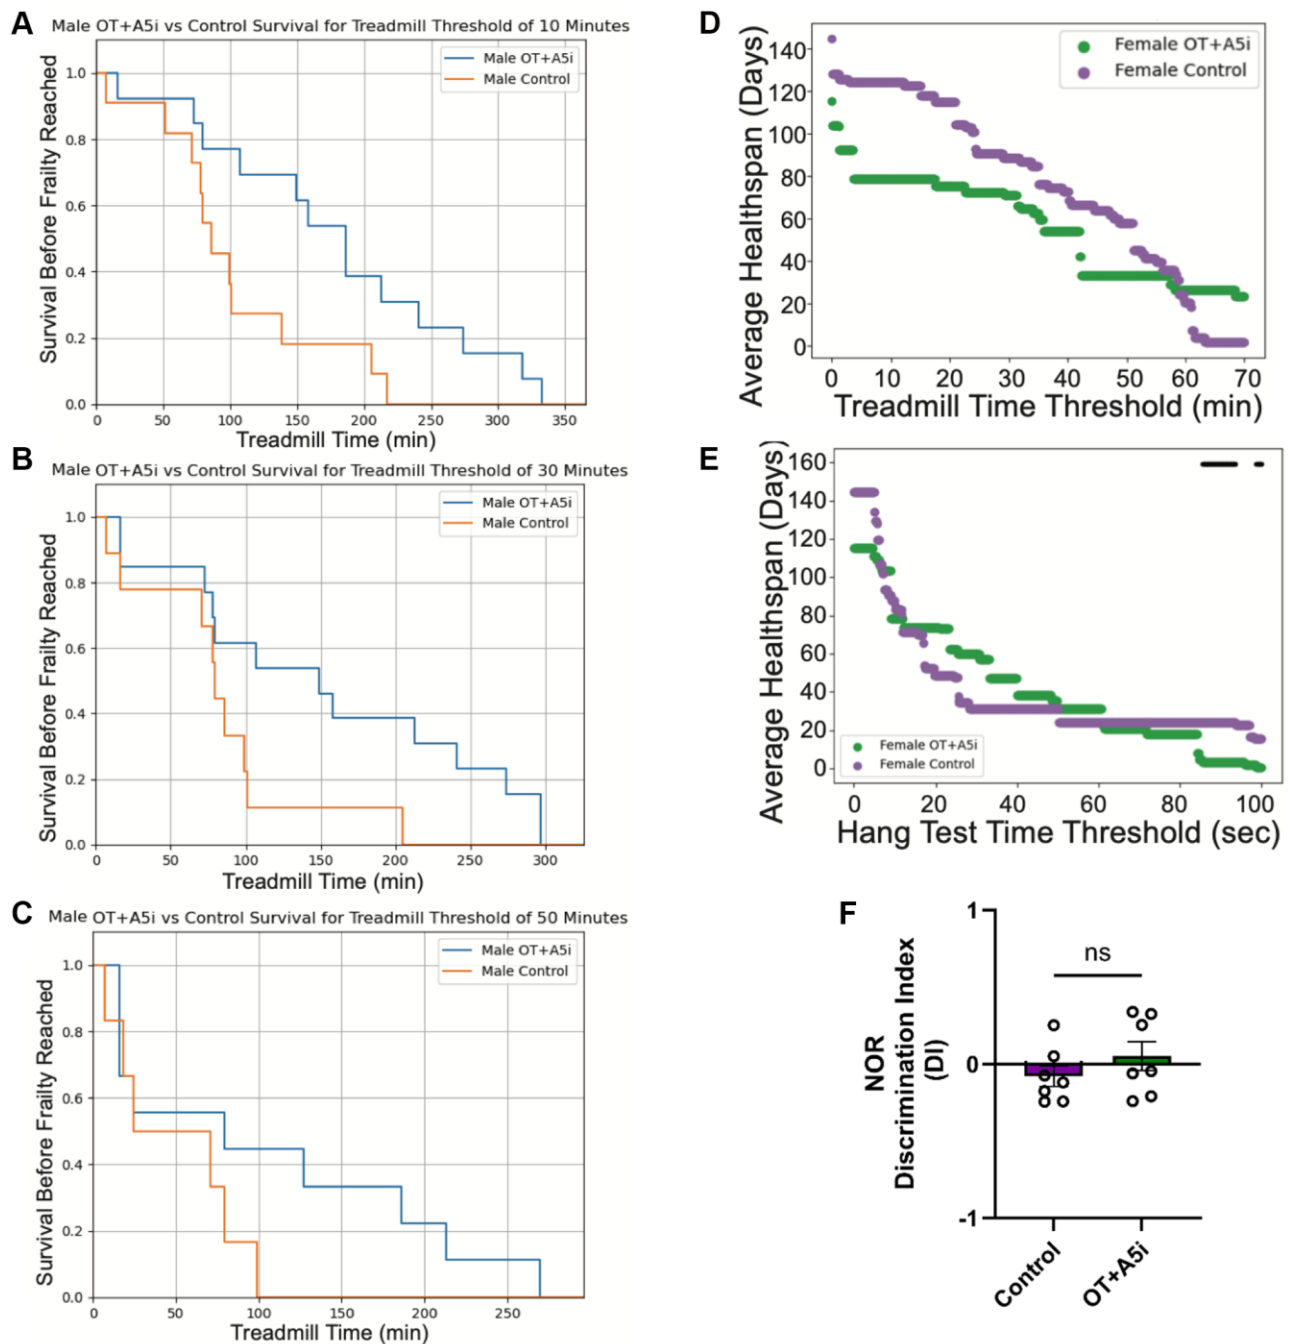 A
Male OT+A5i vs Control Survival for Treadmill Threshold of 10 Minutes
Male OT+A5i
Male Control
Survival Before Frailty Reached
1.0
0.8
0.6
0.4
0.2
0.0
0 50 100 150 200 250 300 350
Treadmill Time (min)
B
Male OT+A5i vs Control Survival for Treadmill Threshold of 30 Minutes
Male OT+A5i
Male Control
Survival Before Frailty Reached
1.0
0.8
0.6
0.4
0.2
0.0
0 50 100 150 200 250 300
Treadmill Time (min)
C
Male OT+A5i vs Control Survival for Treadmill Threshold of 50 Minutes
Male OT+A5i
Male Control
Survival Before Frailty Reached
1.0
0.8
0.6
0.4
0.2
0.0
0 50 100 150 200 250
Treadmill Time (min)
D
Female OT+A5i
Female Control
Average Healthspan (Days)
140
120
100
80
60
40
20
0
0 10 20 30 40 50 60 70
Treadmill Time Threshold (min)
E
Average Healthspan (Days)
160
140
120
100
80
60
40
20
0
Female OT+A5i
Female Control
0 20 40 60 80 100
Hang Test Time Threshold (sec)
F
NOR
Discrimination Index
(DI)
1
0
-1
ns
Control
OT+A5i